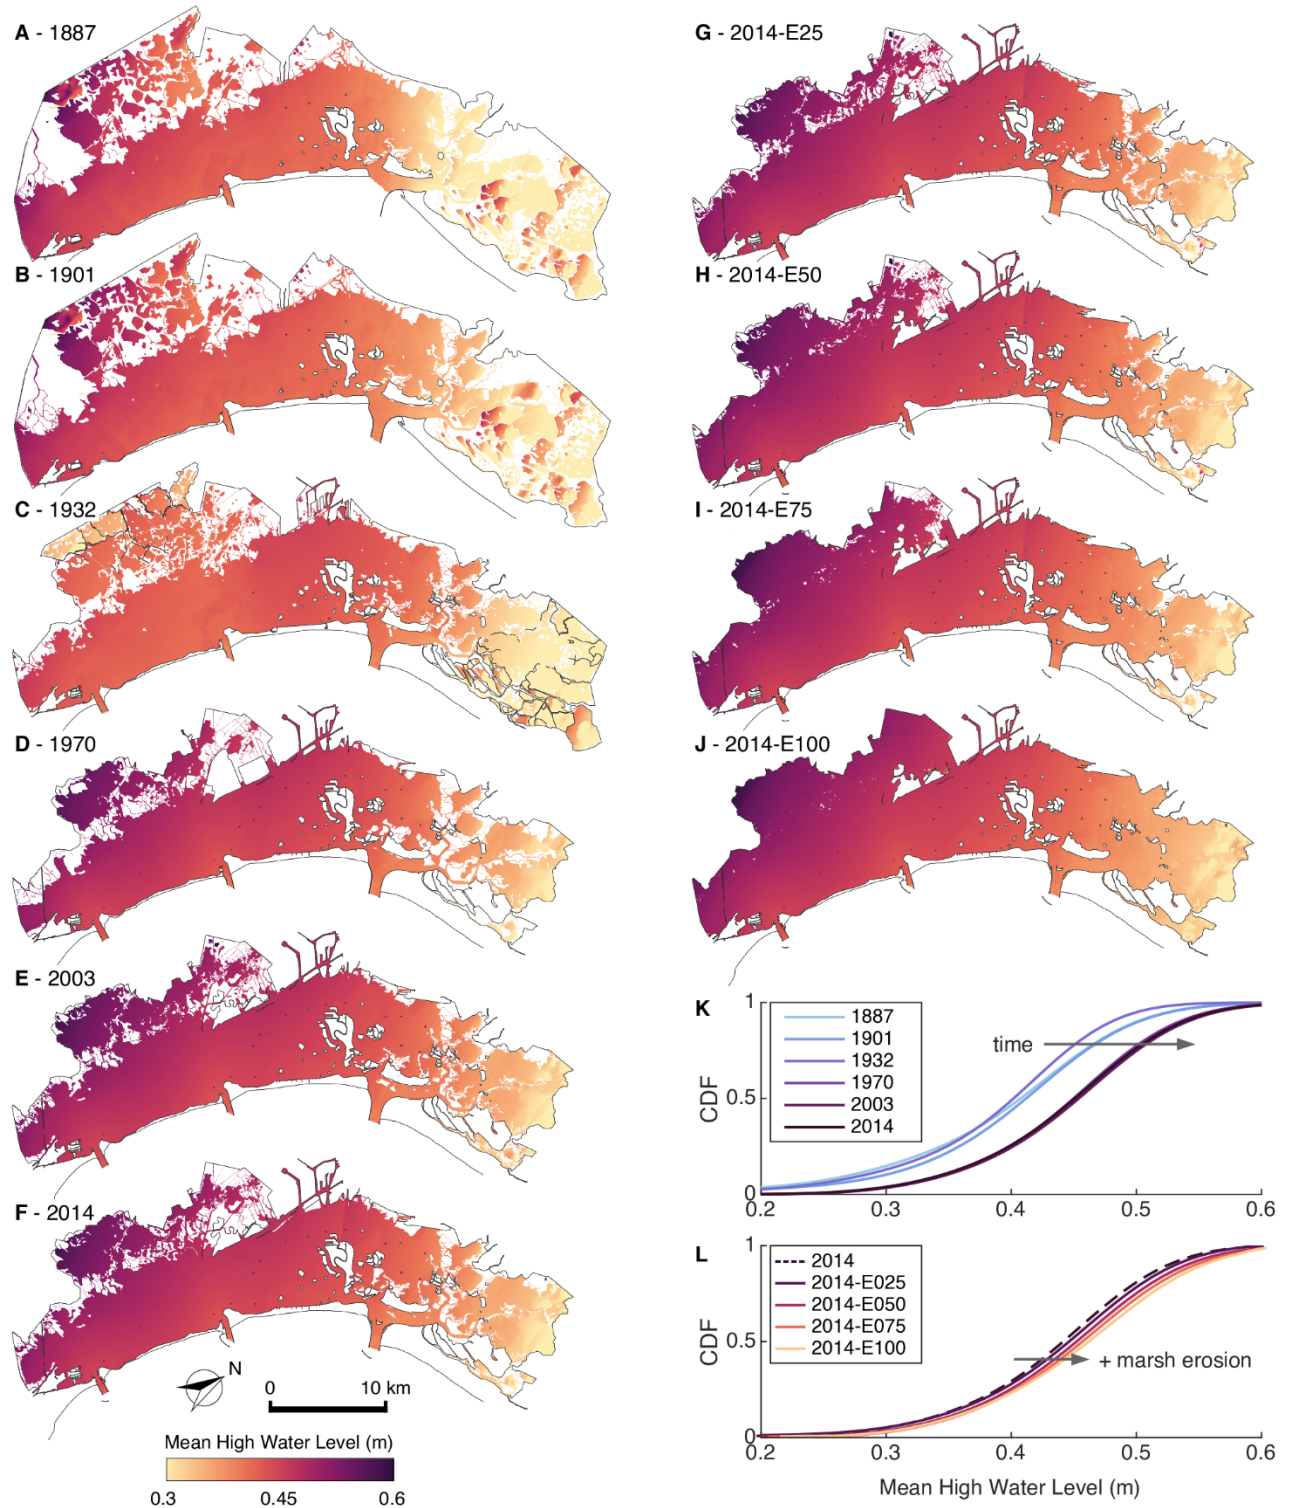 A - 1887
B - 1901
C - 1932
D - 1970
E - 2003
F - 2014
N
0 10 km
Mean High Water Level (m)
0.3 0.45 0.6
G - 2014-E25
H - 2014-E50
I - 2014-E75
J - 2014-E100
K
1
0.5
0
CDF
1887
1901
1932
1970
2003
2014
time
0.2 0.3 0.4 0.5 0.6
L
1
0.5
0
CDF
2014
2014-E025
2014-E050
2014-E075
2014-E100
+ marsh erosion
0.2 0.3 0.4 0.5 0.6
Mean High Water Level (m)